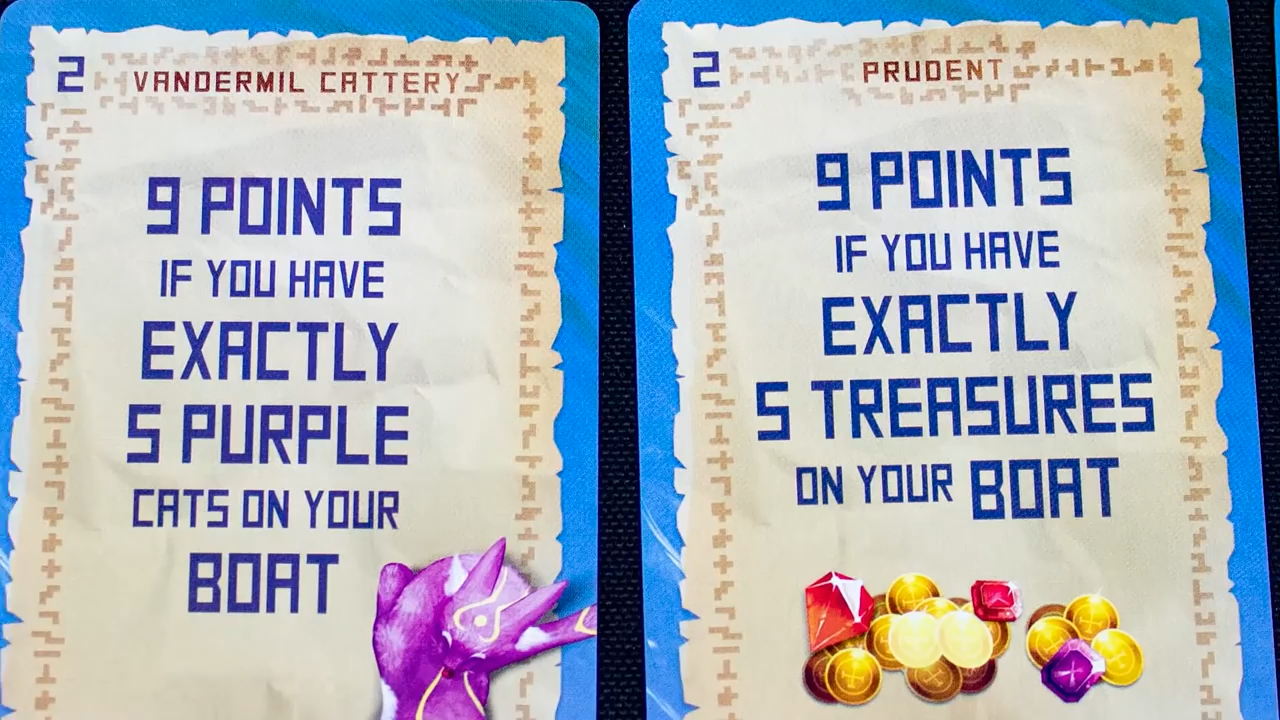 2
VANDERMIL CATTERY
9 POINTS
IF YOU HAVE
EXACTLY
5 PURPLE
CATS ON YOUR
BOAT
2
PRUDENT
9 POINTS
IF YOU HAVE
EXACTLY
5 TREASURES
ON YOUR BOAT